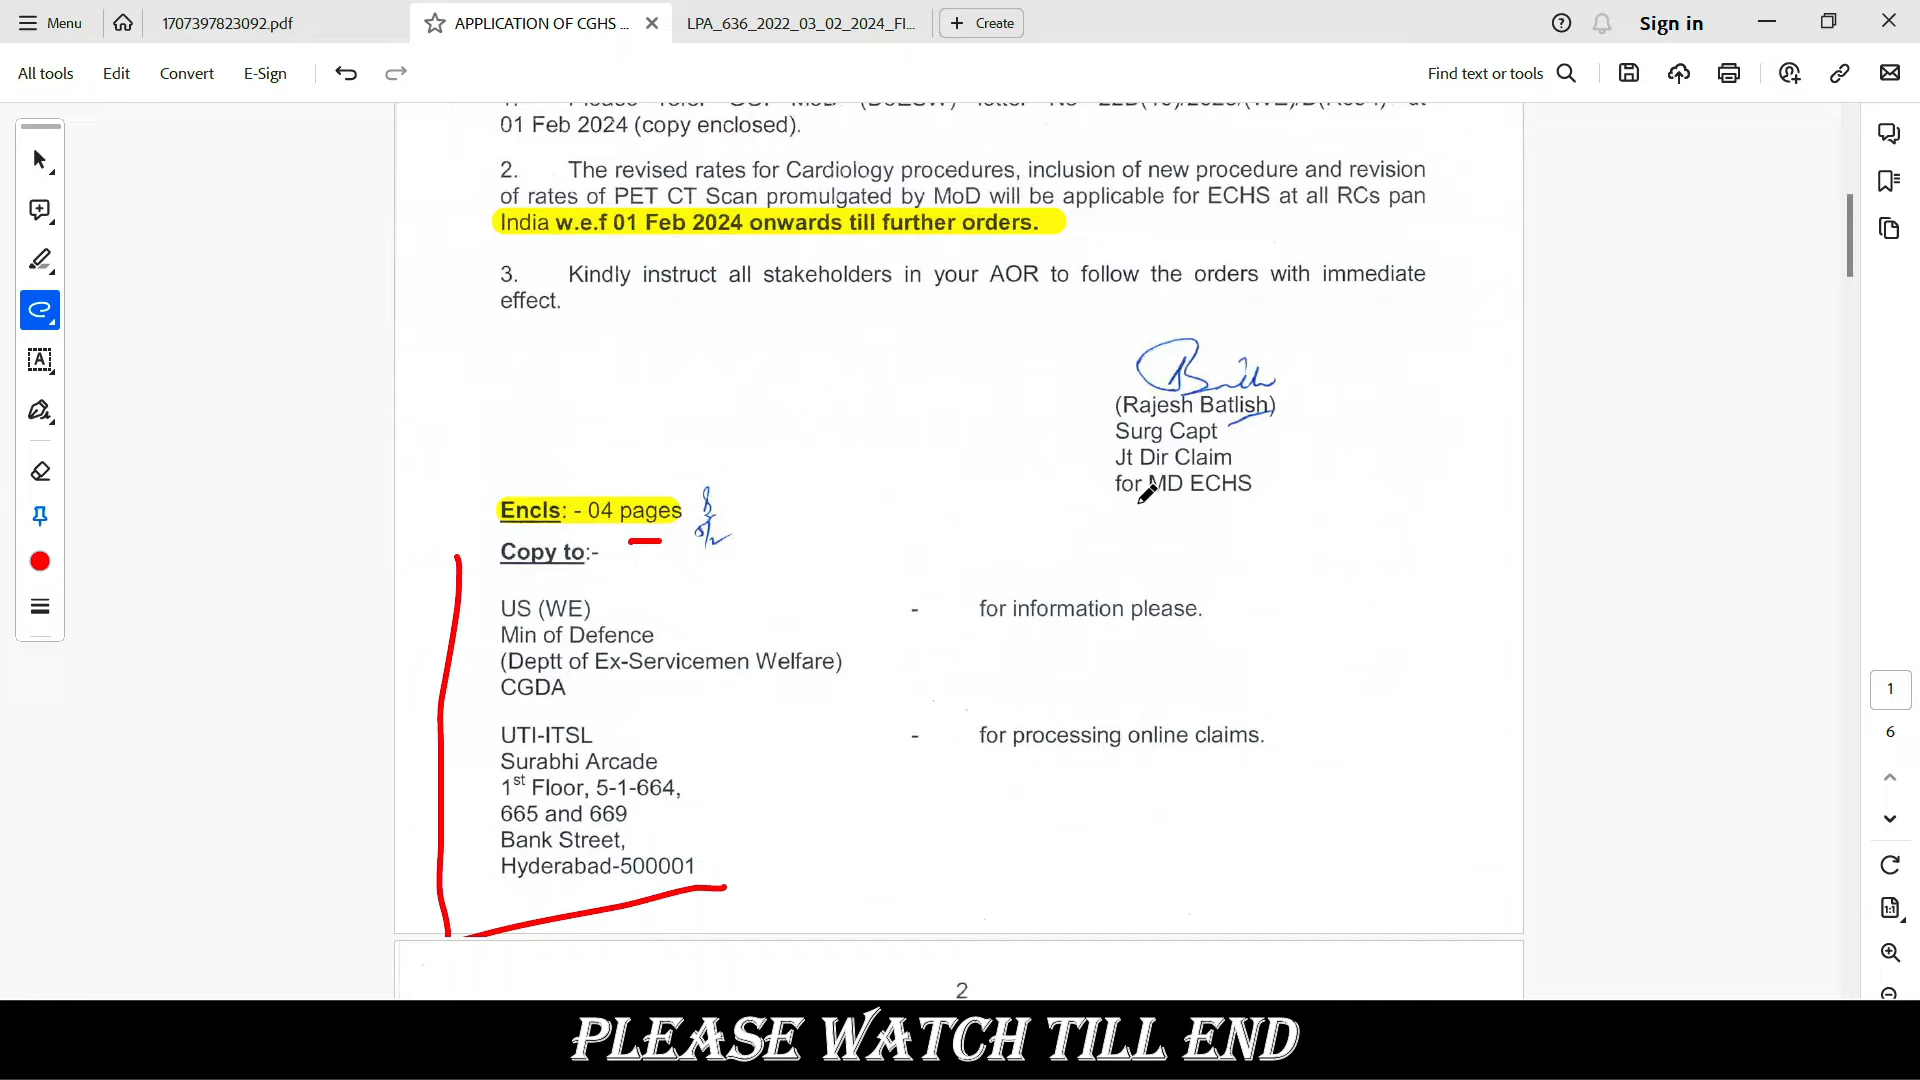 Menu
1707397823092.pdf
APPLICATION OF CGHS ...
LPA_636_2022_03_02_2024_FI...
Create
Sign in
All tools
Edit
Convert
E-Sign
Find text or tools
01 Feb 2024 (copy enclosed).
2. The revised rates for Cardiology procedures, inclusion of new procedure and revision
of rates of PET CT Scan promulgated by MoD will be applicable for ECHS at all RCs pan
India w.e.f 01 Feb 2024 onwards till further orders.
3. Kindly instruct all stakeholders in your AOR to follow the orders with immediate
effect.
(Rajesh Batlish)
Surg Capt
Jt Dir Claim
for MD ECHS
Encls: - 04 pages
Copy to:-
US (WE) - for information please.
Min of Defence
(Deptt of Ex-Servicemen Welfare)
CGDA
UTI-ITSL - for processing online claims.
Surabhi Arcade
1st Floor, 5-1-664,
665 and 669
Bank Street,
Hyderabad-500001
2
1
6
PLEASE WATCH TILL END